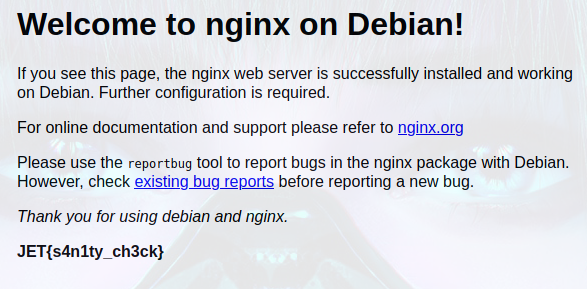 Welcome to nginx on Debian!
If you see this page, the nginx web server is successfully installed and working
on Debian. Further configuration is required.
For online documentation and support please refer to nginx.org
Please use the reportbug tool to report bugs in the nginx package with Debian.
However, check existing bug reports before reporting a new bug.
Thank you for using debian and nginx.
JET{s4n1ty_ch3ck}